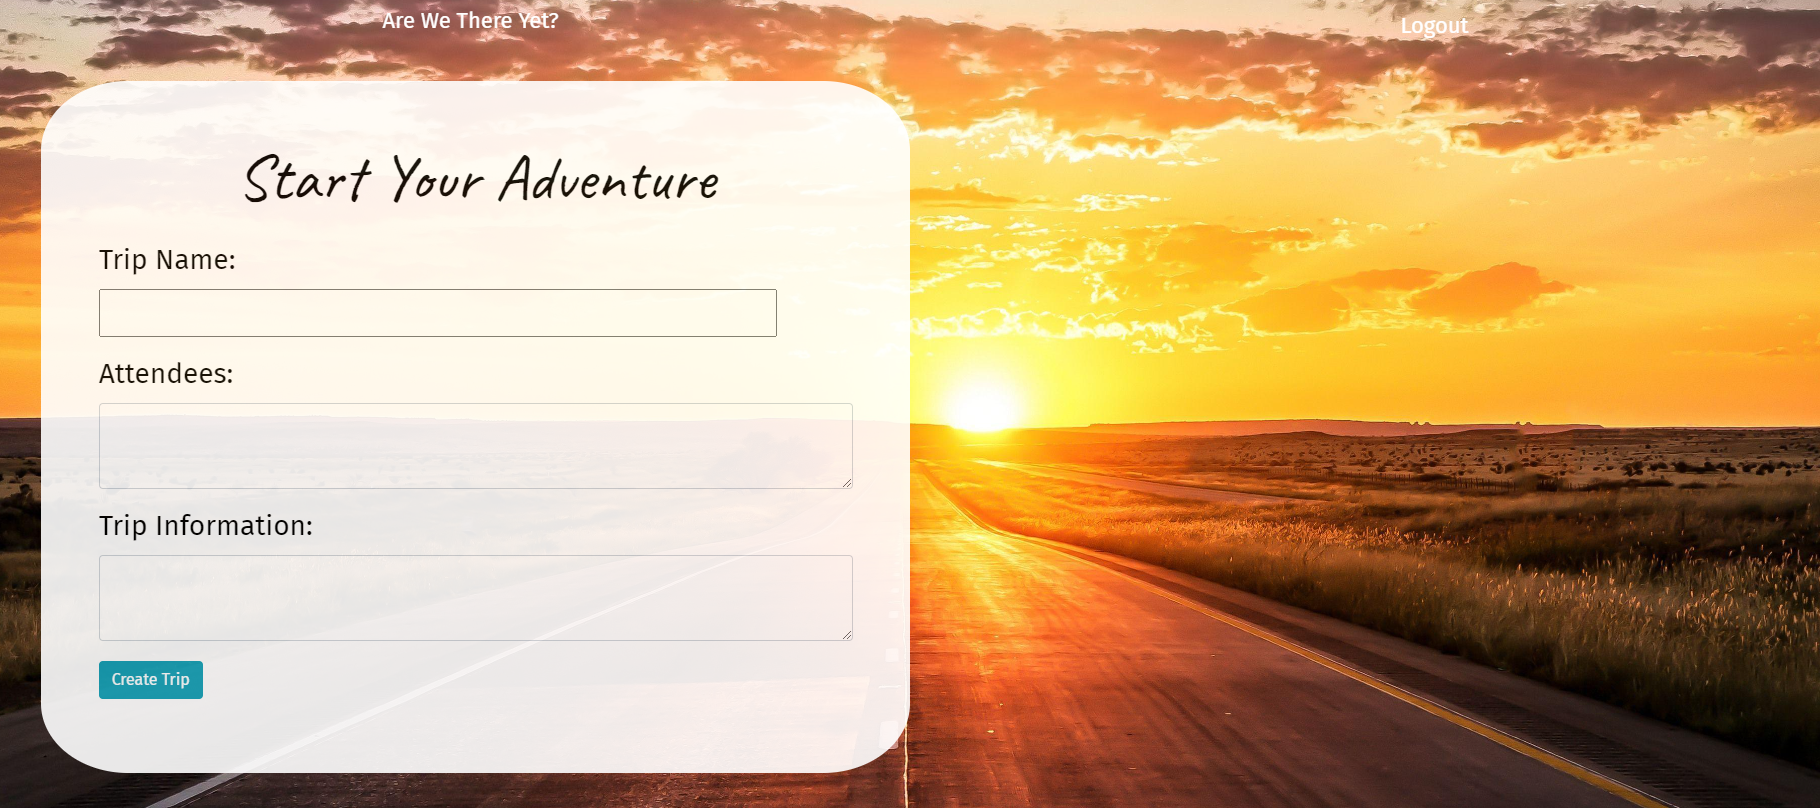 Are We There Yet?
Logout
Start Your Adventure
Trip Name:
Attendees:
Trip Information:
Create Trip